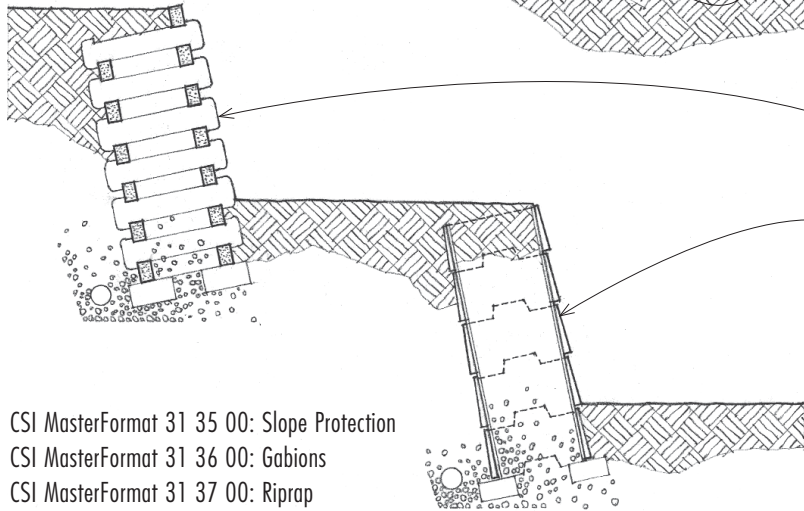 CSI MasterFormat 31 35 00: Slope Protection
CSI MasterFormat 31 36 00: Gabions
CSI MasterFormat 31 37 00: Riprap